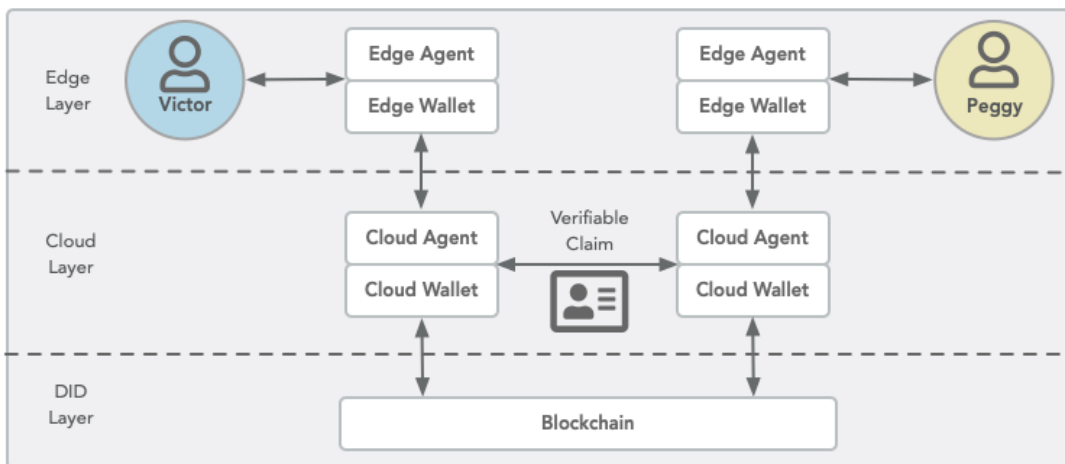 Edge
Layer
Victor
Edge Agent
Edge Wallet
Edge Agent
Edge Wallet
Peggy
Cloud
Layer
Cloud Agent
Cloud Wallet
Verifiable
Claim
Cloud Agent
Cloud Wallet
DID
Layer
Blockchain